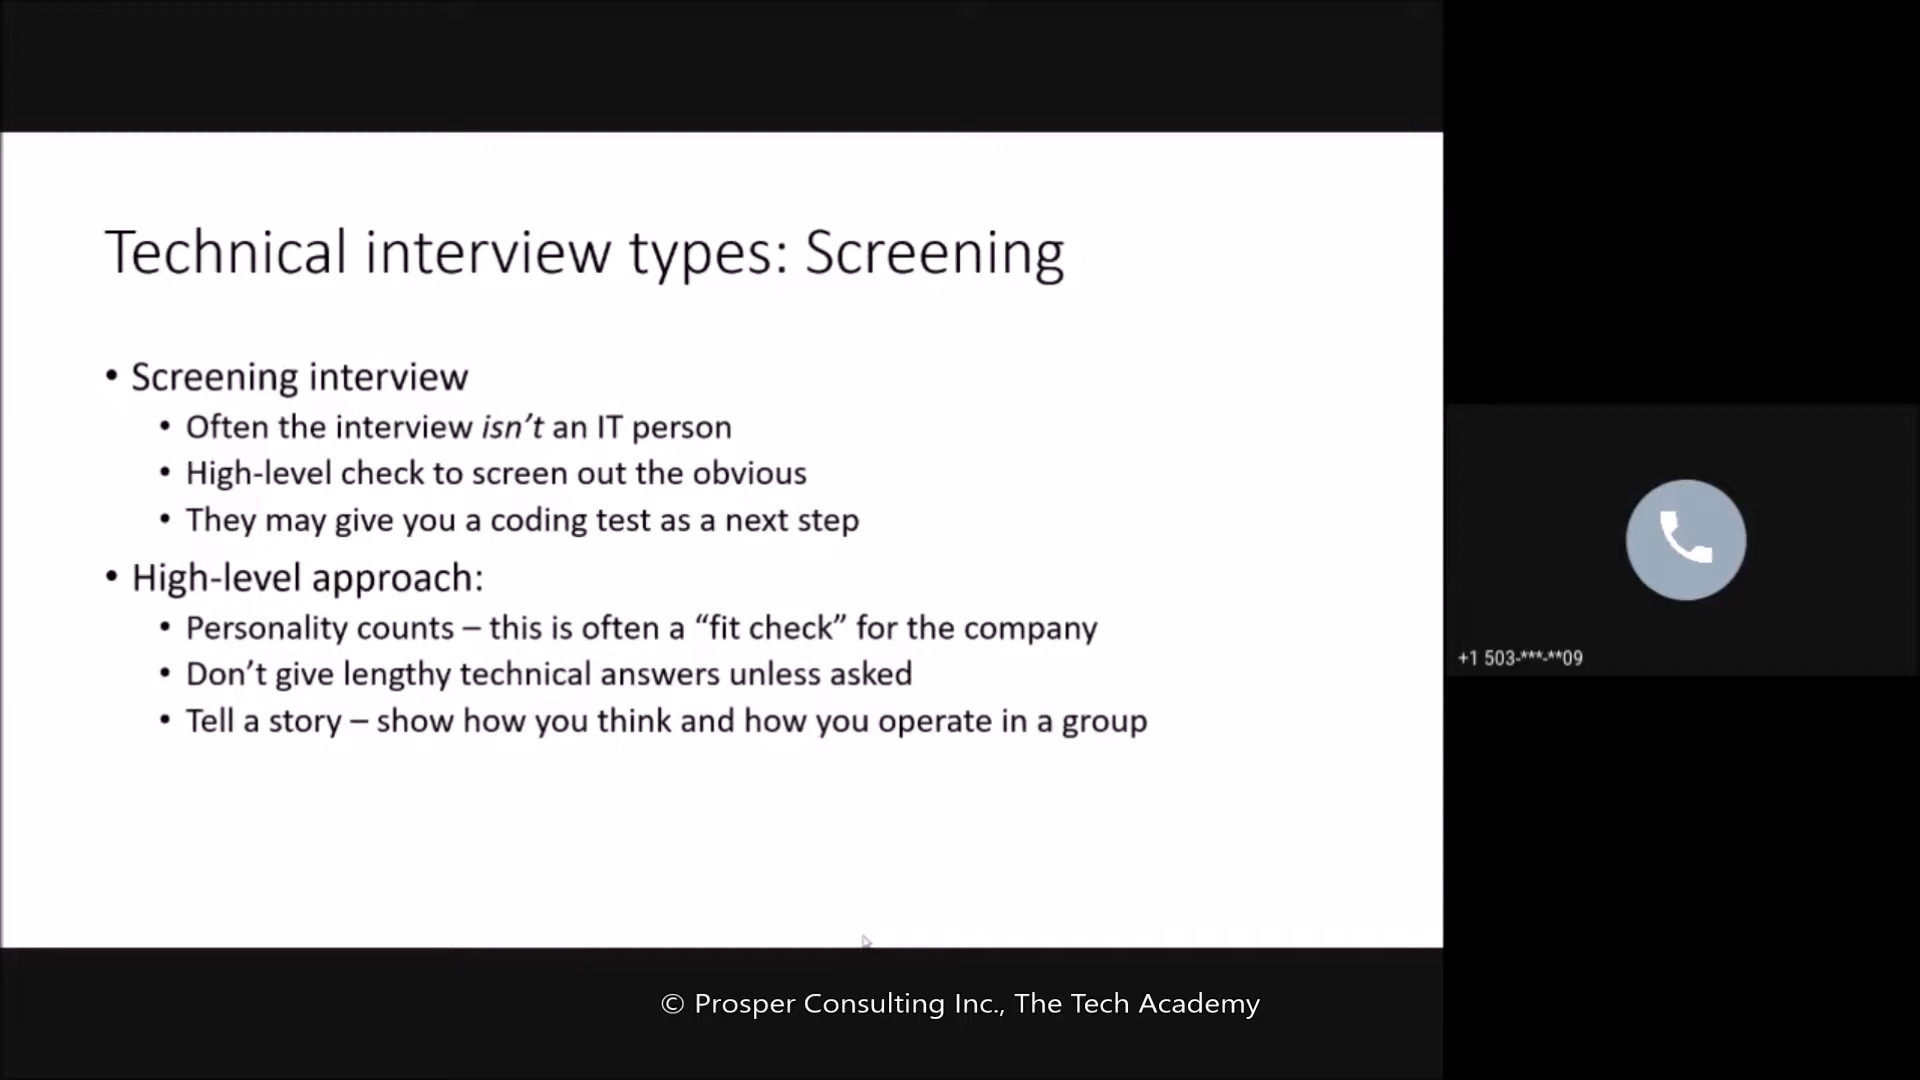 Technical interview types: Screening
• Screening interview
• Often the interview isn’t an IT person
• High-level check to screen out the obvious
• They may give you a coding test as a next step
• High-level approach:
• Personality counts – this is often a “fit check” for the company
• Don’t give lengthy technical answers unless asked
• Tell a story – show how you think and how you operate in a group
+1 503-***-**09
© Prosper Consulting Inc., The Tech Academy